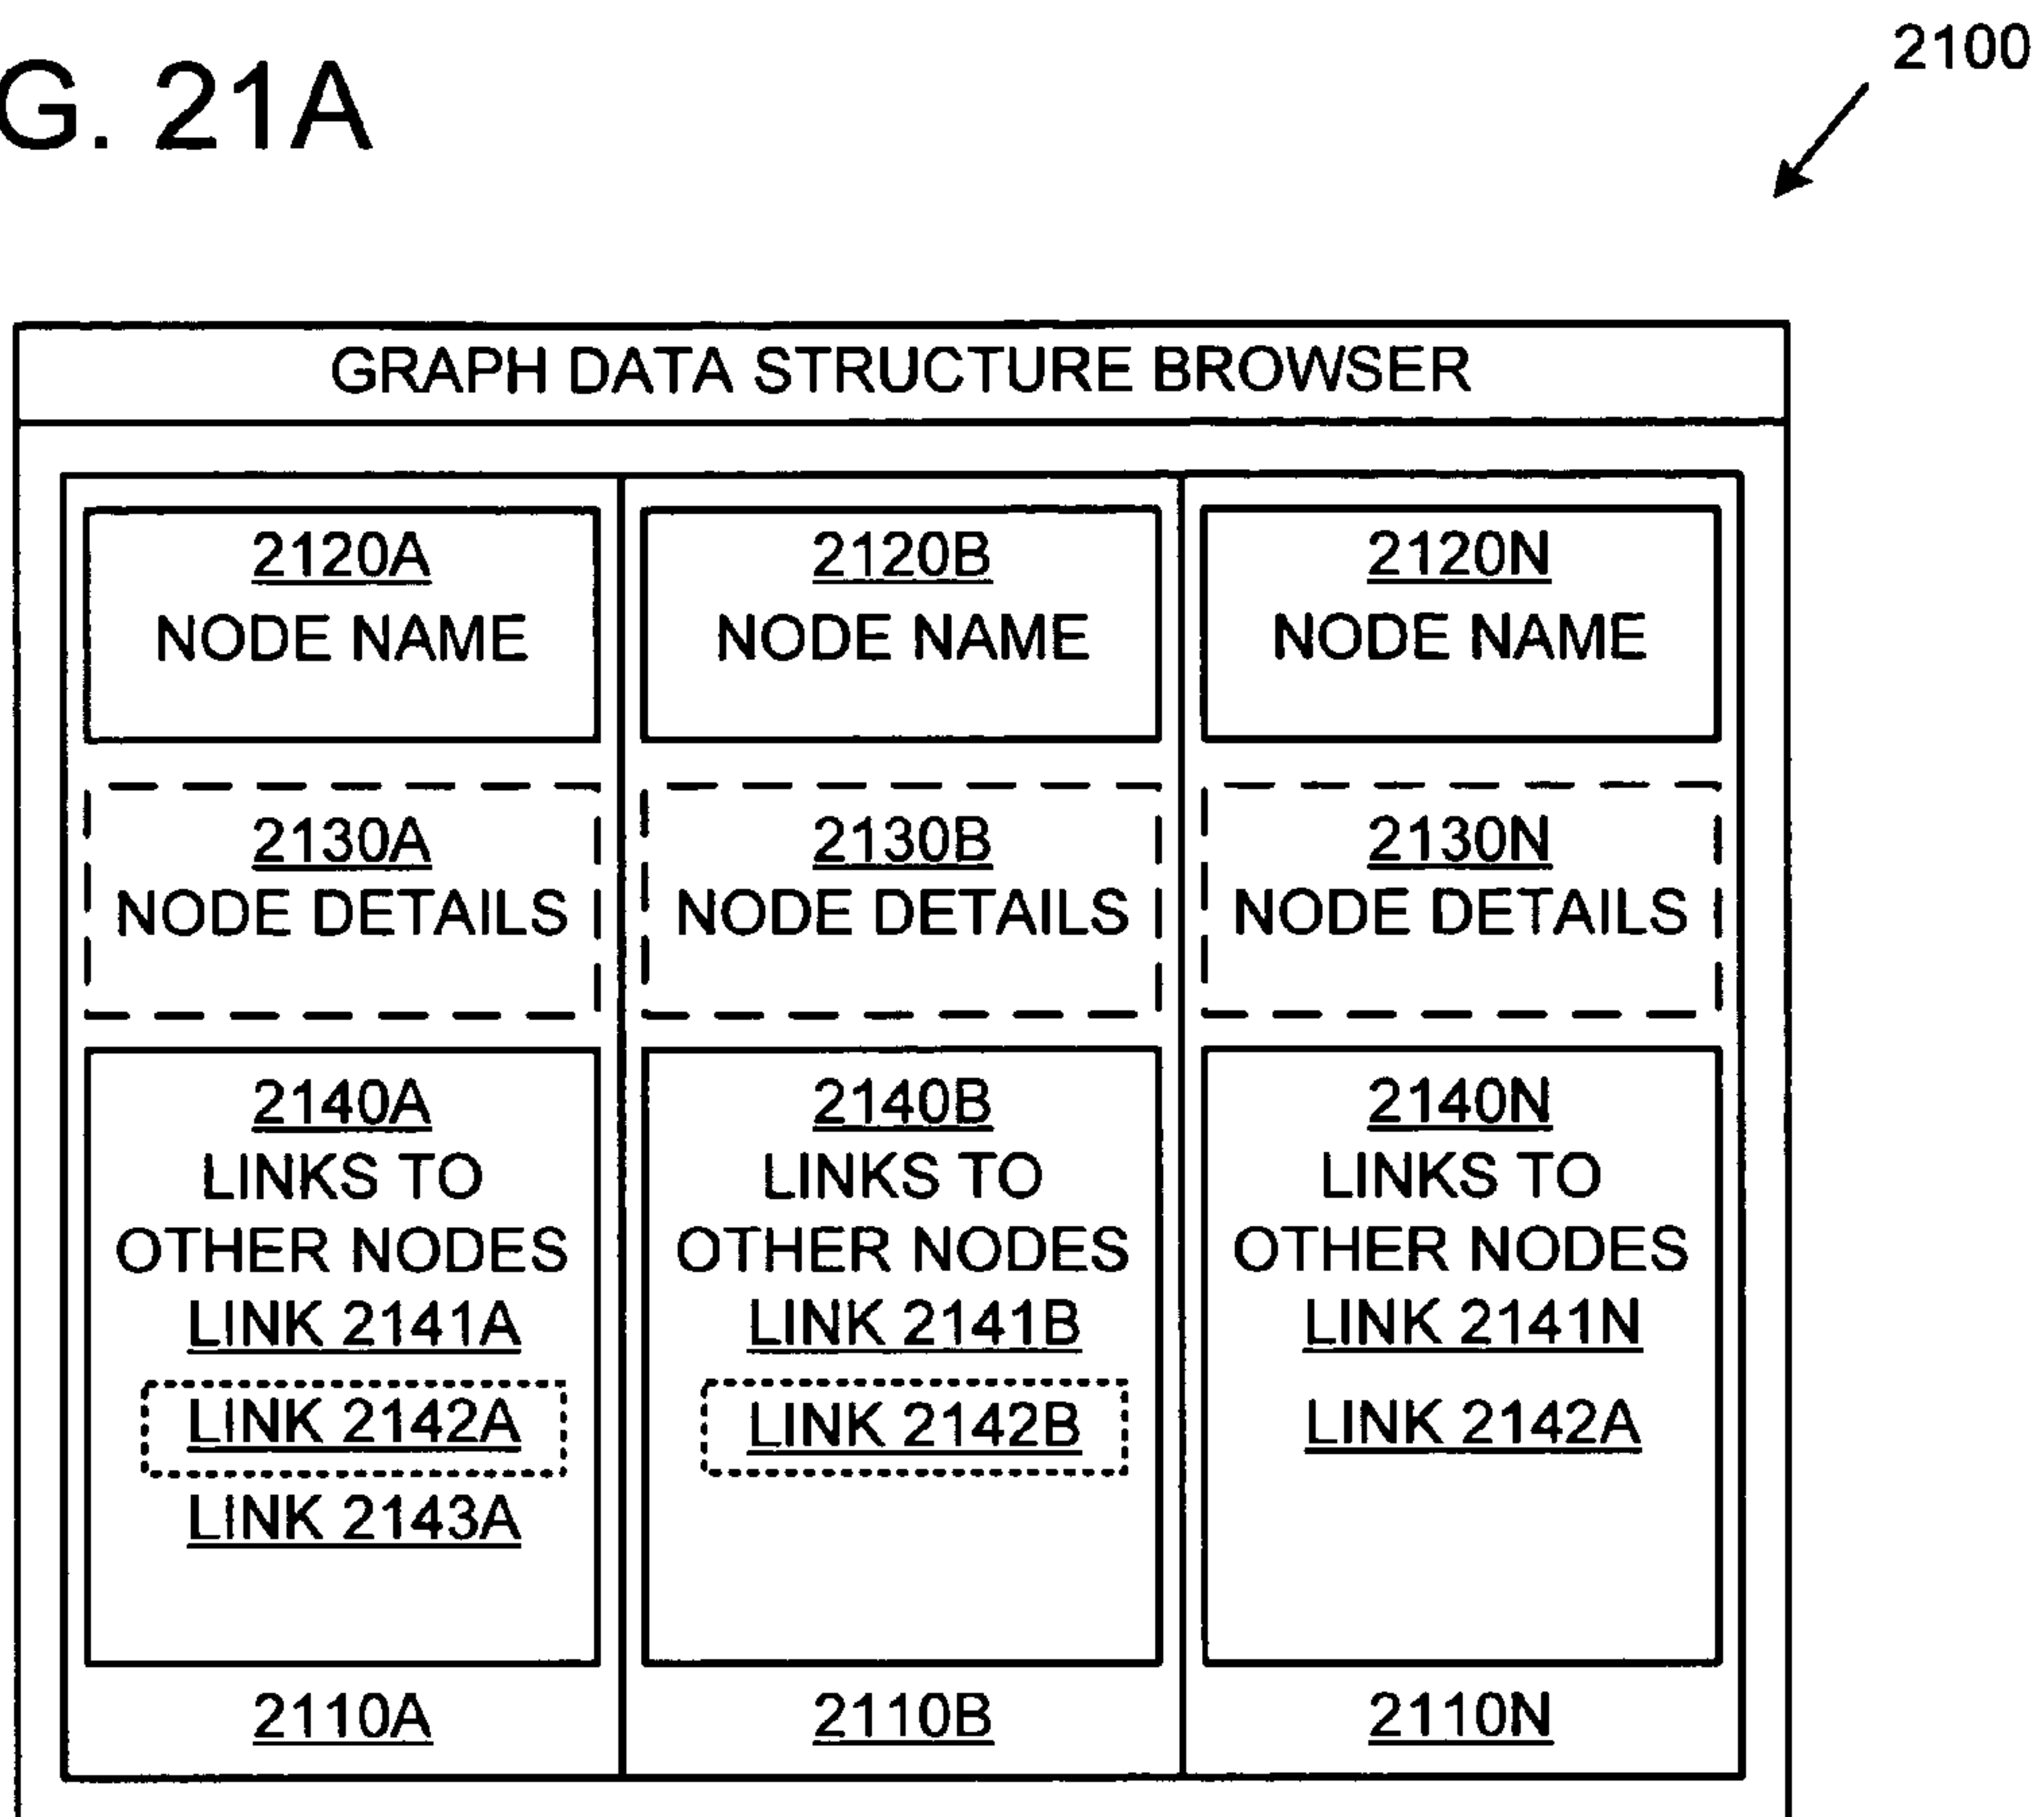 2100
G. 21A
GRAPH DATA STRUCTURE BROWSER
2120A
NODE NAME
2130A
NODE DETAILS
2140A
LINKS TO
OTHER NODES
LINK 2141A
LINK 2142A
LINK 2143A
2110A
2120B
NODE NAME
2130B
NODE DETAILS
2140B
LINKS TO
OTHER NODES
LINK 2141B
LINK 2142B
2110B
2120N
NODE NAME
2130N
NODE DETAILS
2140N
LINKS TO
OTHER NODES
LINK 2141N
LINK 2142A
2110N